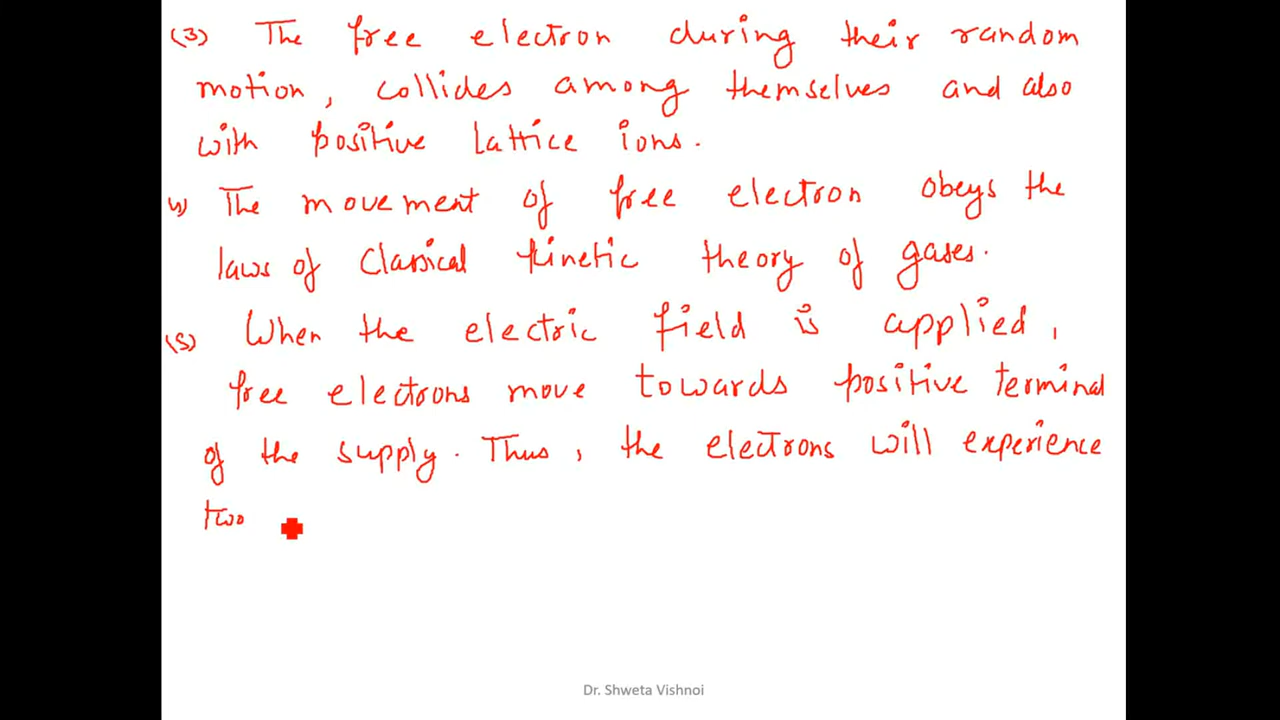 (3) The free electron during their random
motion, collides among themselves and also
with positive lattice ions.
4) The movement of free electron obeys the
laws of Classical kinetic theory of gases.
(5) When the electric field is applied,
free electrons move towards positive terminal
of the supply. Thus, the electrons will experience
two
Dr. Shweta Vishnoi